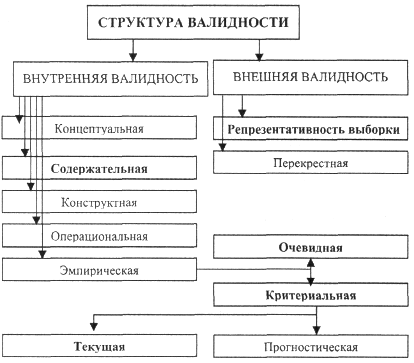 СТРУКТУРА ВАЛИДНОСТИ
ВНУТРЕННЯЯ ВАЛИДНОСТЬ
ВНЕШНЯЯ ВАЛИДНОСТЬ
Концептуальная
Репрезентативность выборки
Содержательная
Перекрестная
Конструктная
Операциональная
Очевидная
Эмпирическая
Критериальная
Текущая
Прогностическая